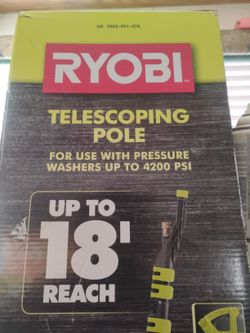 RYOBI
TELESCOPING
POLE
FOR USE WITH PRESSURE
WASHERS UP TO 4200 PSI
UP TO
18'
REACH